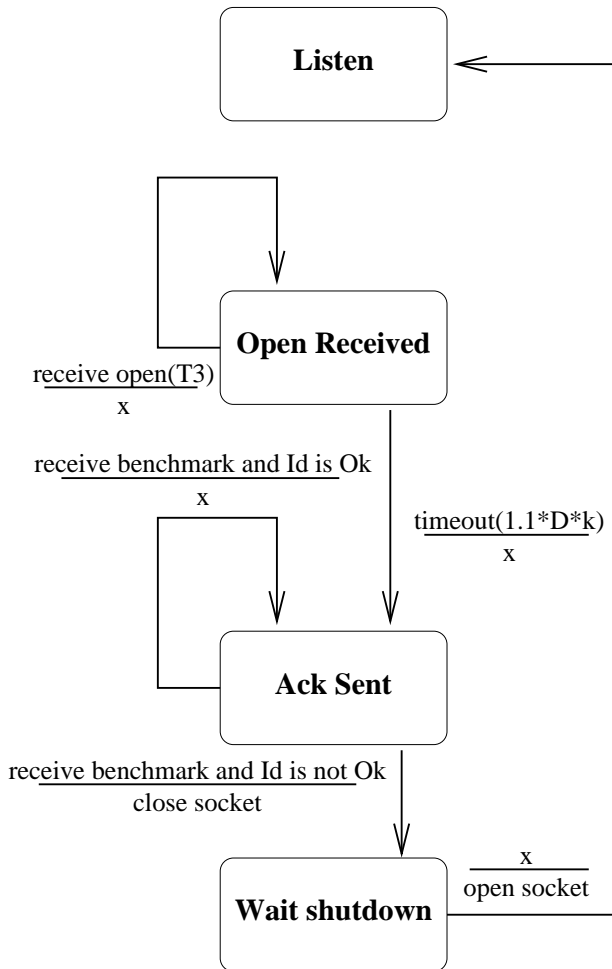 Listen
Open Received
receive open(T3)
x
receive benchmark and Id is Ok
x
timeout(1.1*D*k)
x
Ack Sent
receive benchmark and Id is not Ok
close socket
x
open socket
Wait shutdown